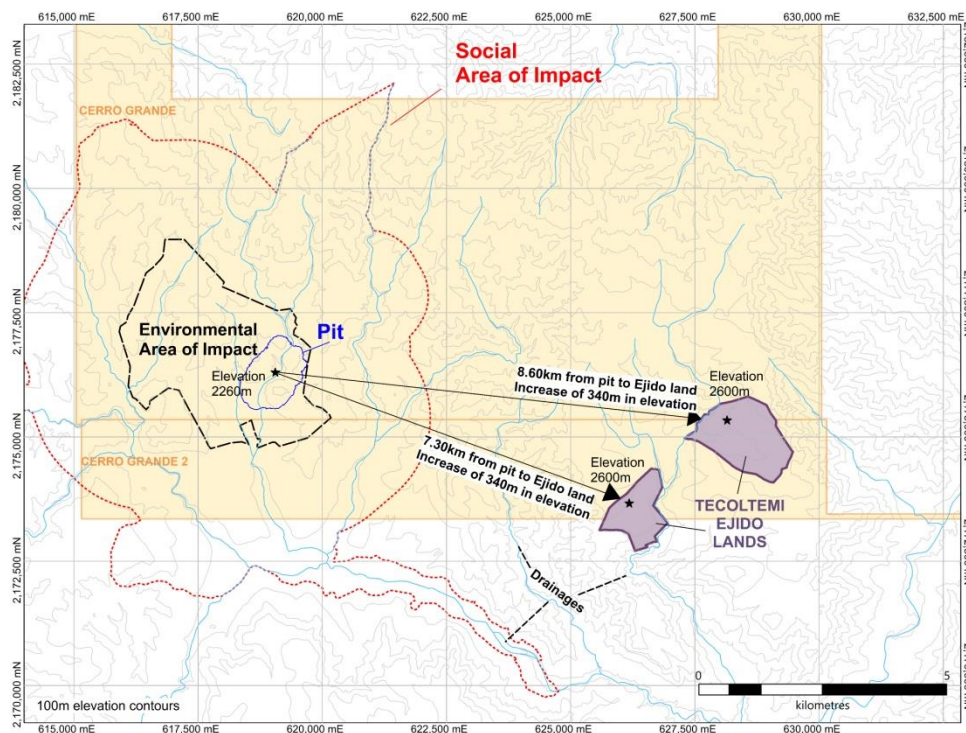 615,000 mE
617,500 mE
620,000 mE
622,500 mE
625,000 mE
627,500 mE
630,000 mE
632,500 mE
2,182,500 mN
2,180,000 mN
2,177,500 mN
2,175,000 mN
2,172,500 mN
2,170,000 mN
Social
Area of Impact
CERRO GRANDE
Environmental
Area of Impact
Pit
Elevation
2260m
8.60km from pit to Ejido land
Increase of 340m in elevation
Elevation
2600m
CERRO GRANDE 2
7.30km from pit to Ejido land
Increase of 340m in elevation
Elevation
2600m
TECOLTEMI
EJIDO
LANDS
Drainages
0
5
kilometres
100m elevation contours
615,000 mE
617,500 mE
620,000 mE
622,500 mE
625,000 mE
627,500 mE
630,000 mE